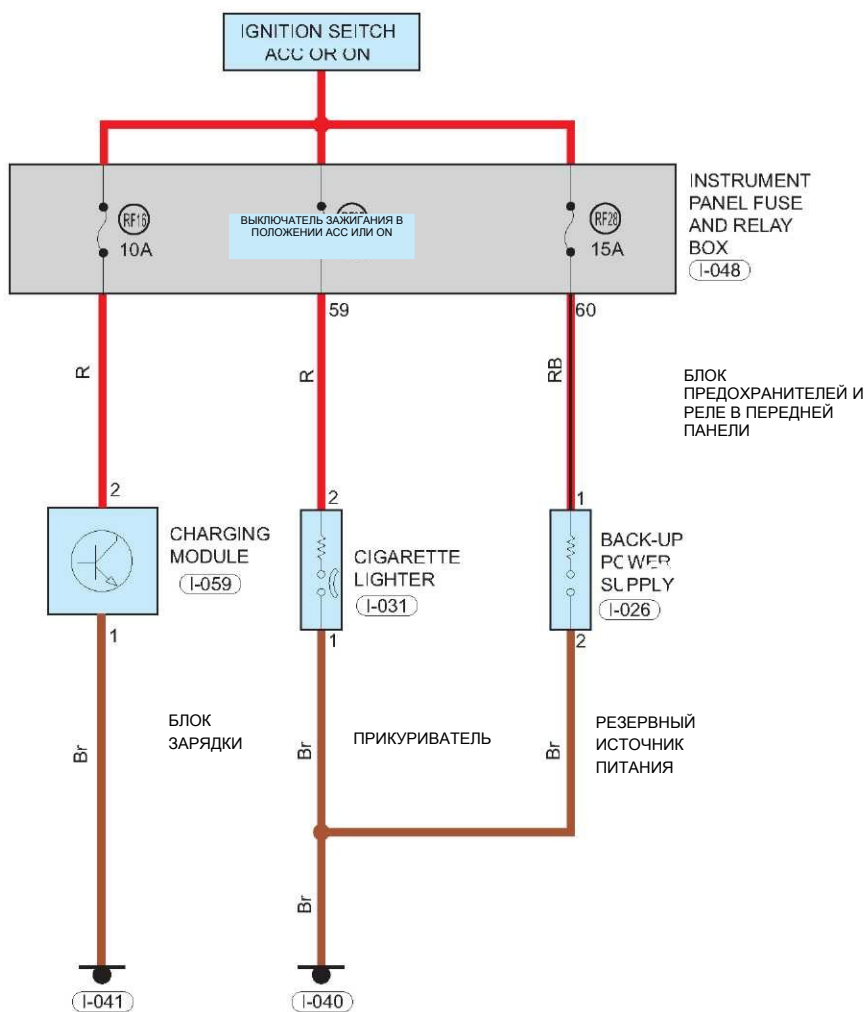 IGNITION SEITCH
ACC OR ON
INSTRUMENT
PANEL FUSE
AND RELAY
BOX
I-048
RF16
10A
ВЫКЛЮЧАТЕЛЬ ЗАЖИГАНИЯ В
ПОЛОЖЕНИИ ACC ИЛИ ON
RF28
15A
59
60
R
R
RB
БЛОК
ПРЕДОХРАНИТЕЛЕЙ И
РЕЛЕ В ПЕРЕДНЕЙ
ПАНЕЛИ
2
2
1
CHARGING
MODULE
I-059
CIGARETTE
LIGHTER
I-031
BACK-UP
POWER
SUPPLY
I-026
1
1
2
БЛОК
ЗАРЯДКИ
ПРИКУРИВАТЕЛЬ
РЕЗЕРВНЫЙ
ИСТОЧНИК
ПИТАНИЯ
Br
Br
Br
Br
I-041
I-040